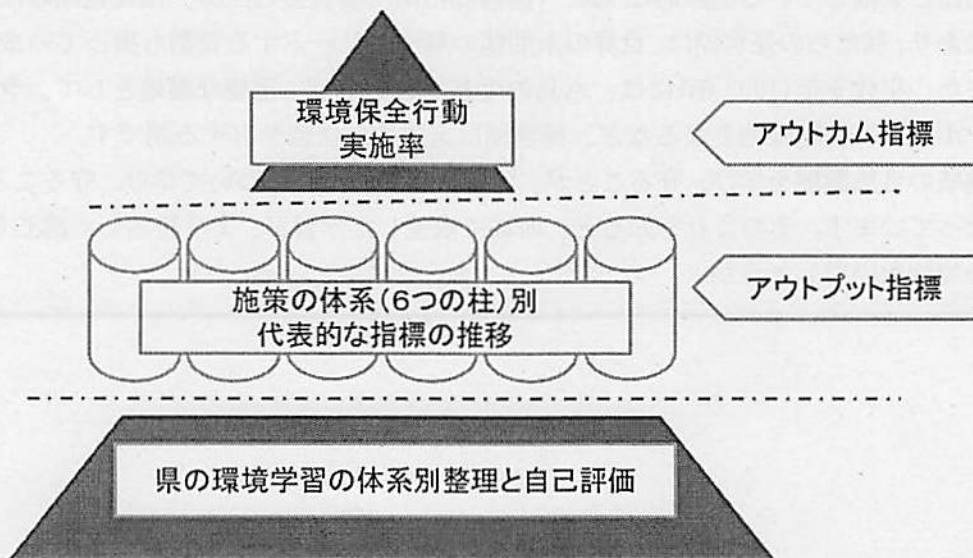 環境保全行動
実施率
アウトカム指標
施策の体系(6つの柱)別
代表的な指標の推移
アウトプット指標
県の環境学習の体系別整理と自己評価